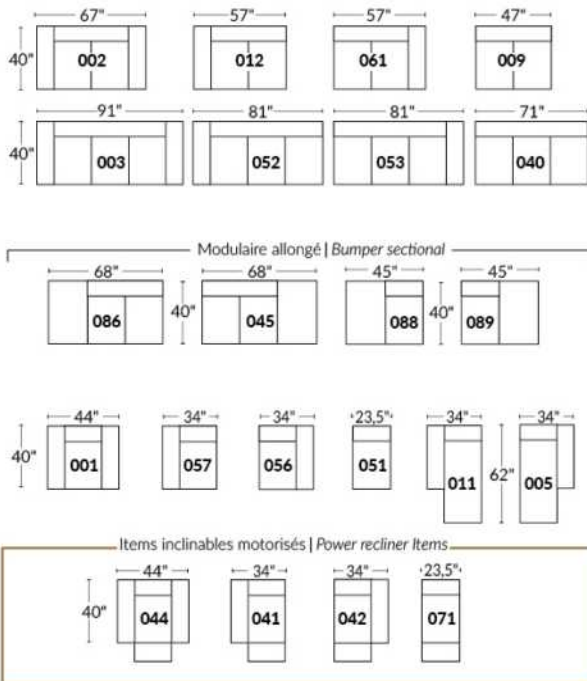 67" 57" 57" 47"
40" 002 012 061 009
91" 81" 81" 71"
40" 003 052 053 040
Modulaire allongé | Bumper sectional
68" 68" 45" 45"
086 40" 045 088 40" 089
44" 34" 34" 23,5" 34" 34"
40" 001 057 056 051 011 62" 005
Items inclinables motorisés | Power recliner Items
44" 34" 34" 23,5"
40" 044 041 042 071